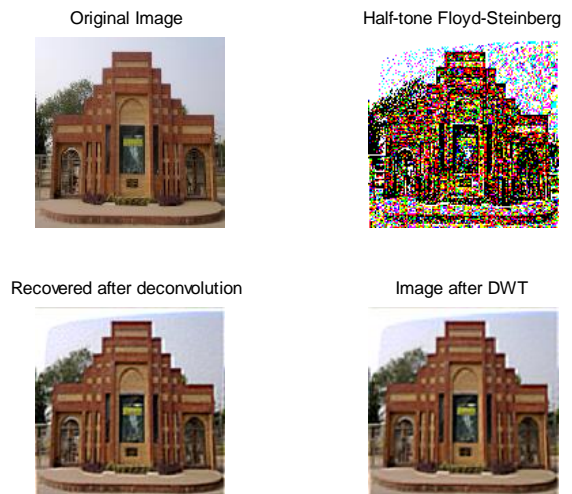 Original Image
Half-tone Floyd-Steinberg
Recovered after deconvolution
Image after DWT